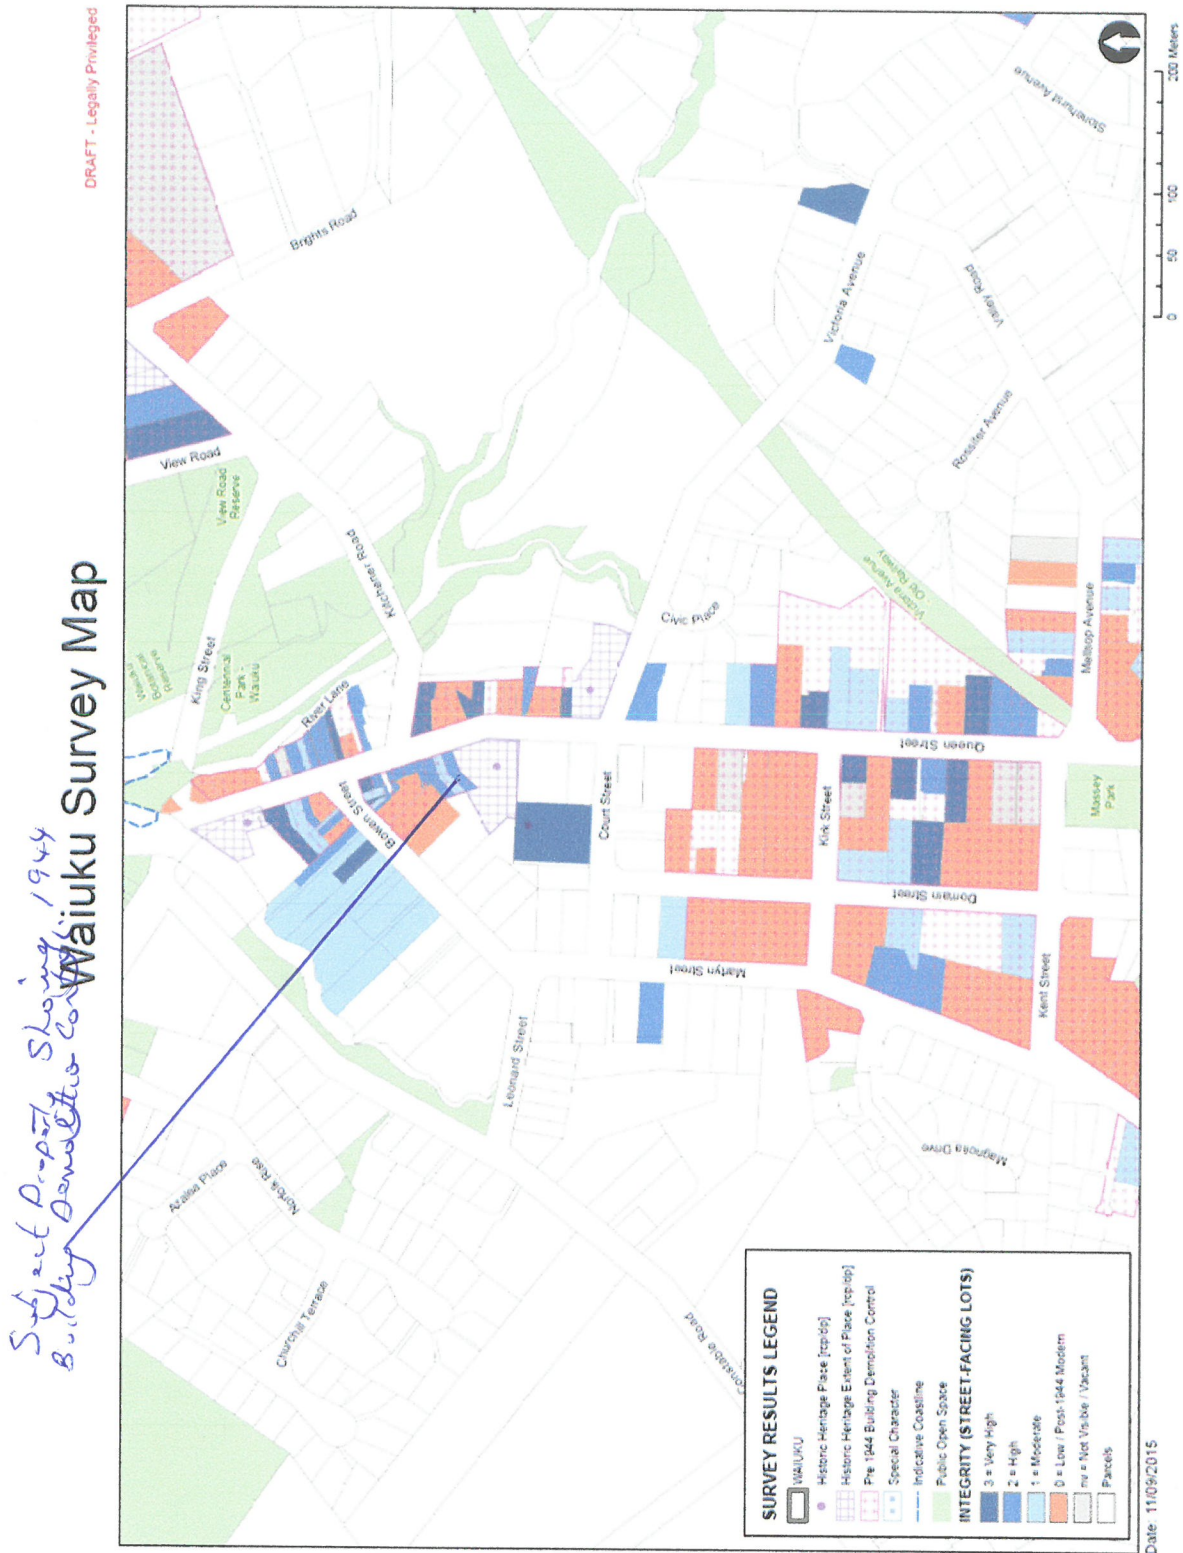 Subject Property Showing 1944
Building Demolition Control
Waiuku Survey Map
DRAFT - Legally Privileged
Brights Road
View Road
View Road
Reserve
King Street
Waiuku
Reserve
Centennial
Park -
Waiuku
River Lane
Kitchener Road
Bowen Street
Stonehurst Avenue
Victoria Avenue
Valley Road
Rossiter Avenue
Civic Place
Victoria Avenue
Old Railway
Mellsop Avenue
Queen Street
Court Street
Kirk Street
Massey
Park
Domain Street
Martyn Street
Kent Street
Leonard Street
Magnolia Drive
Azalea Place
Norfolk Rise
Churchill Terrace
Constable Road
SURVEY RESULTS LEGEND
WAIUKU
Historic Heritage Place [rcp/dp]
Historic Heritage Extent of Place [rcp/dp]
Pre 1944 Building Demolition Control
Special Character
Indicative Coastline
Public Open Space
INTEGRITY (STREET-FACING LOTS)
3 = Very High
2 = High
1 = Moderate
0 = Low / Post-1944 Modern
nv = Not Visible / Vacant
Parcels
Date: 11/09/2015
0 50 100 200 Meters